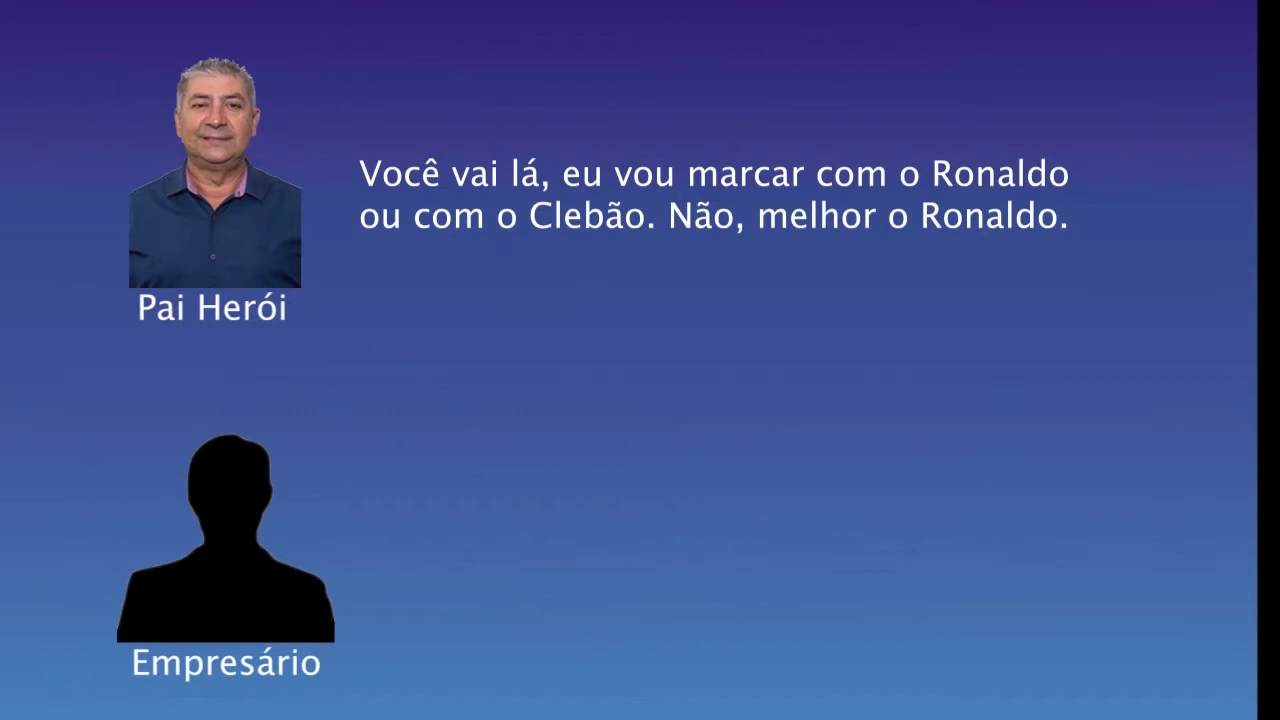 Você vai lá, eu vou marcar com o Ronaldo
ou com o Clebão. Não, melhor o Ronaldo.
Pai Herói
Empresário